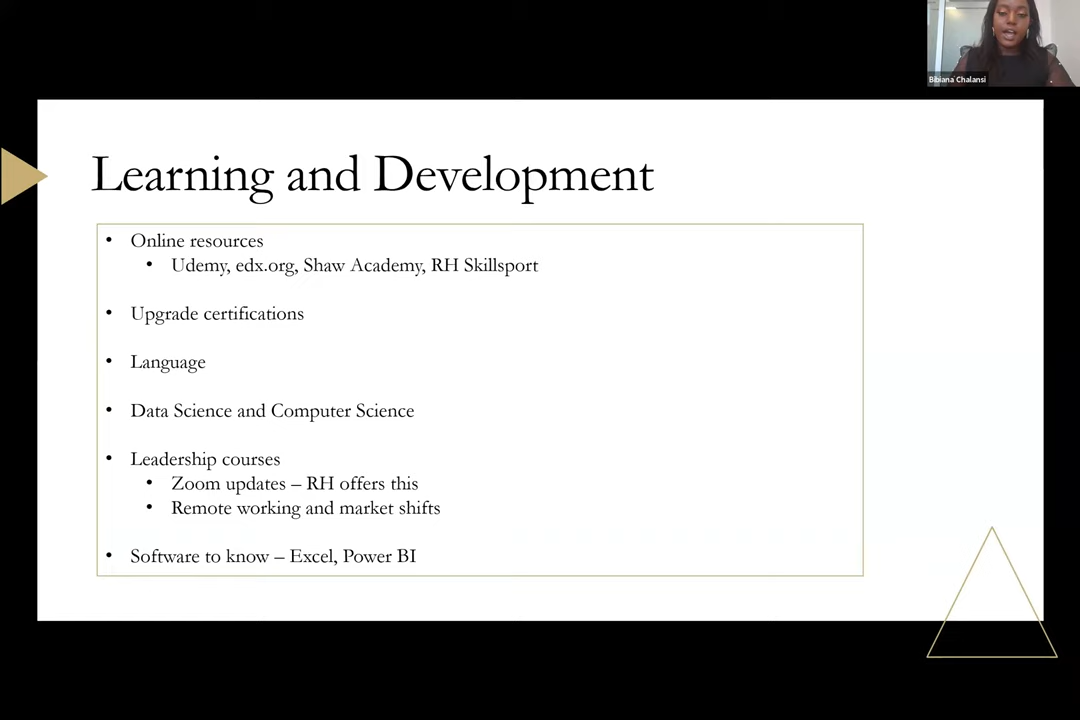 Bibiana Chalansi
Learning and Development
• Online resources
• Udemy, edx.org, Shaw Academy, RH Skillsport
• Upgrade certifications
• Language
• Data Science and Computer Science
• Leadership courses
• Zoom updates – RH offers this
• Remote working and market shifts
• Software to know – Excel, Power BI